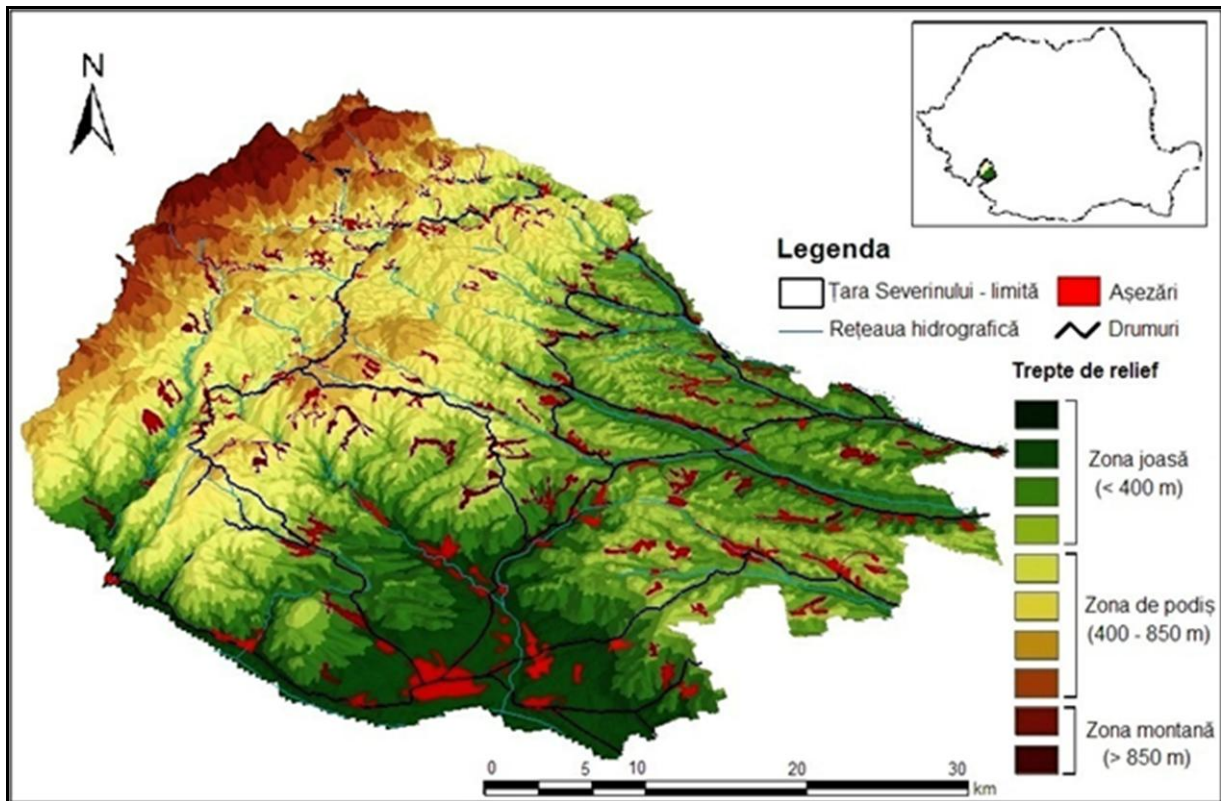 N
Legenda
Țara Severinului - limită
Așezări
Rețeaua hidrografică
Drumuri
Trepte de relief
Zona joasă
(< 400 m)
Zona de podiș
(400 - 850 m)
Zona montană
(> 850 m)
0 5 10 20 30
km